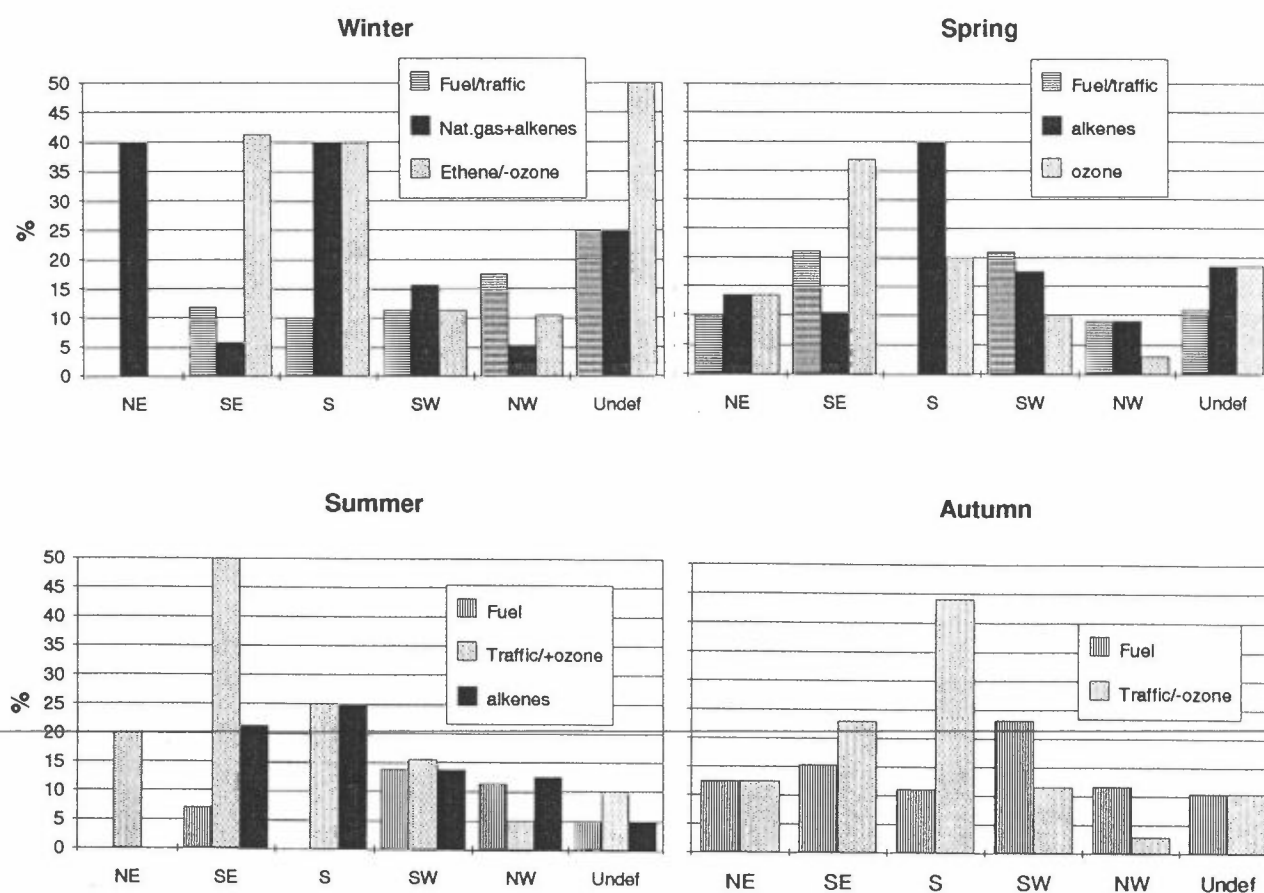 Winter
50
45
40
35
30
25
20
15
10
5
0
%
Fuel/traffic
Nat.gas+alkenes
Ethene/-ozone
NE SE S SW NW Undef
Spring
Fuel/traffic
alkenes
ozone
NE SE S SW NW Undef
Summer
50
45
40
35
30
25
20
15
10
5
0
%
Fuel
Traffic/+ozone
alkenes
NE SE S SW NW Undef
Autumn
Fuel
Traffic/-ozone
NE SE S SW NW Undef